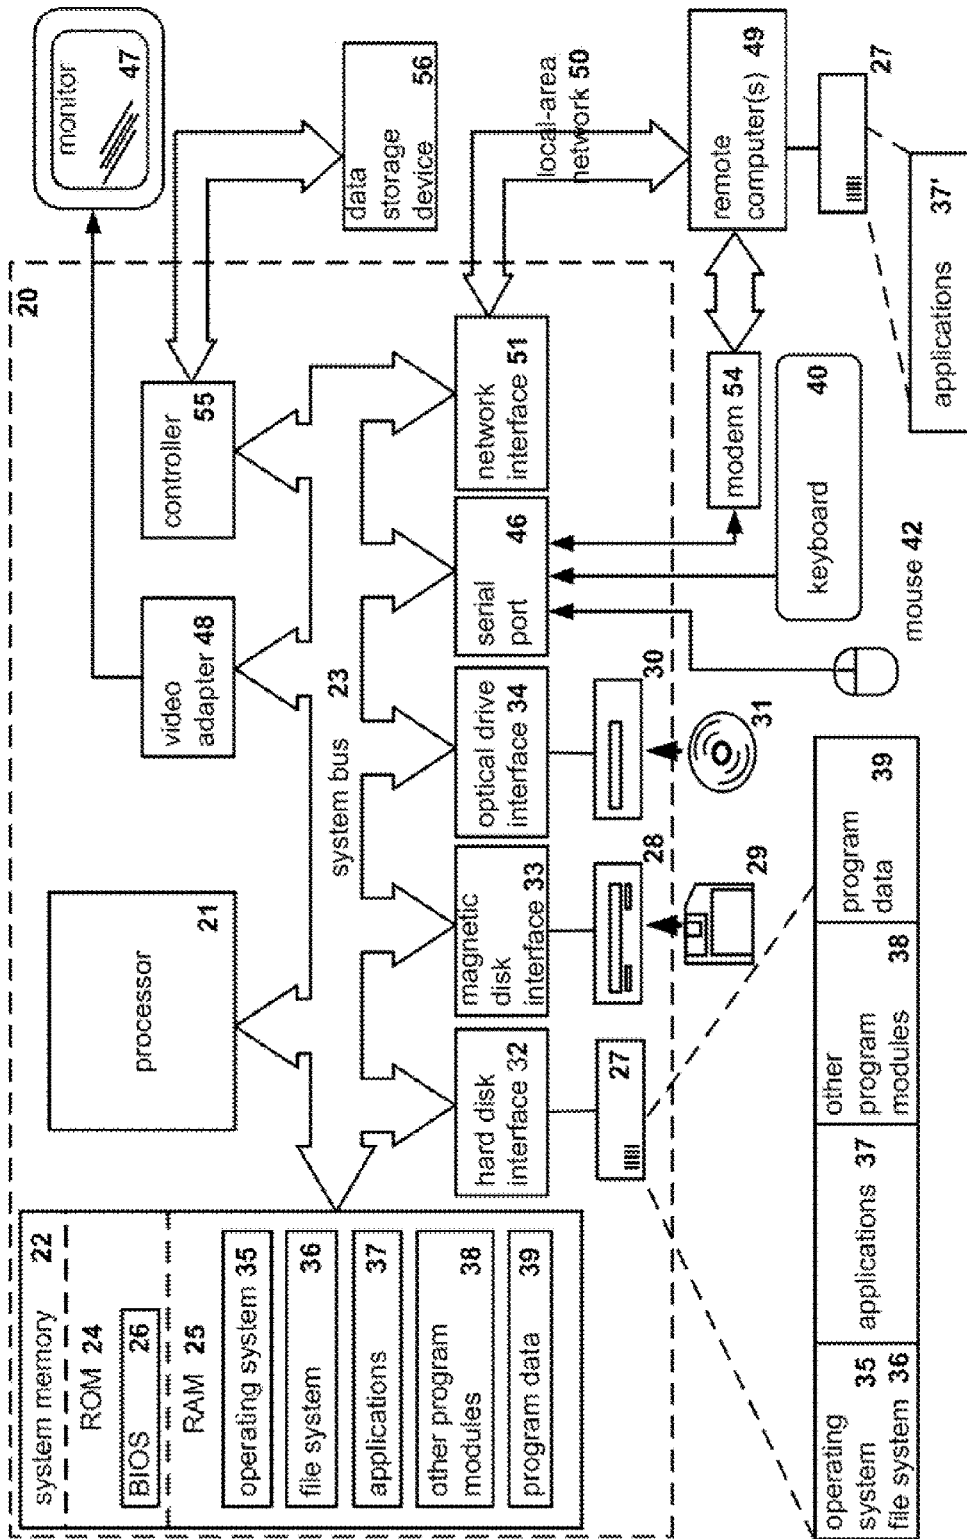 system memory 22
ROM 24
BIOS 26
RAM 25
operating system 35
file system 36
applications 37
other program
modules 38
program data 39
processor
21
20
video
adapter 48
controller
55
monitor
47
data
storage
device
56
system bus
23
hard disk
interface 32
magnetic
disk
interface 33
optical drive
interface 34
serial
port
46
network
interface 51
local-area
network 50
27
28
30
29
31
remote
computer(s) 49
27
modem 54
keyboard
40
mouse 42
applications
37'
operating
system 35
file system 36
applications 37
other
program
modules
38
program
data
39